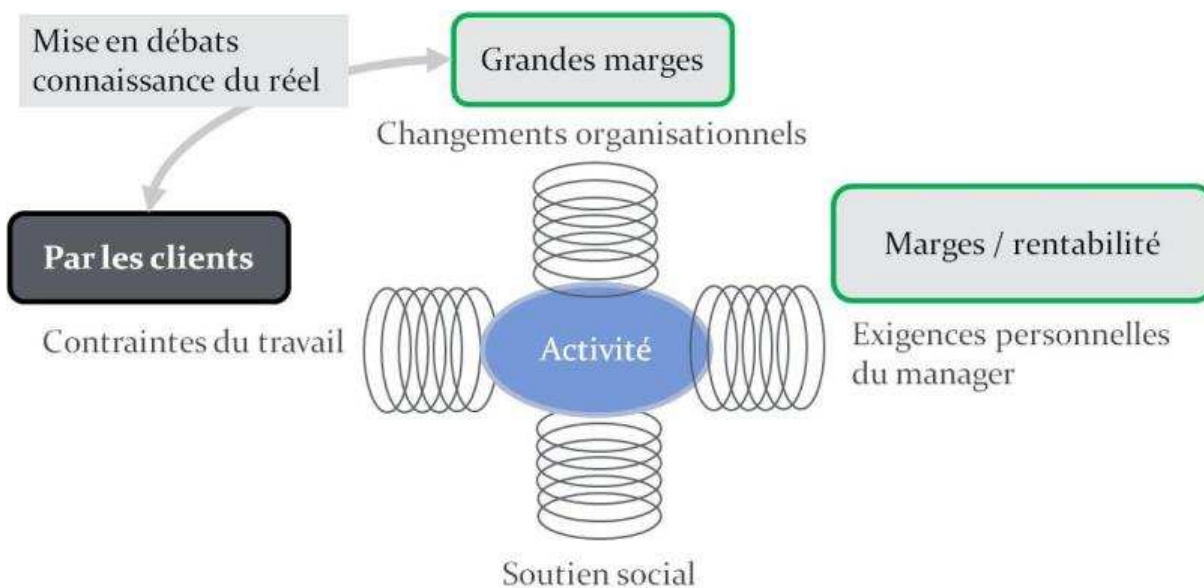 Mise en débats
connaissance du réel
Grandes marges
Changements organisationnels
Par les clients
Marges / rentabilité
Contraintes du travail
Activité
Exigences personnelles
du manager
Soutien social